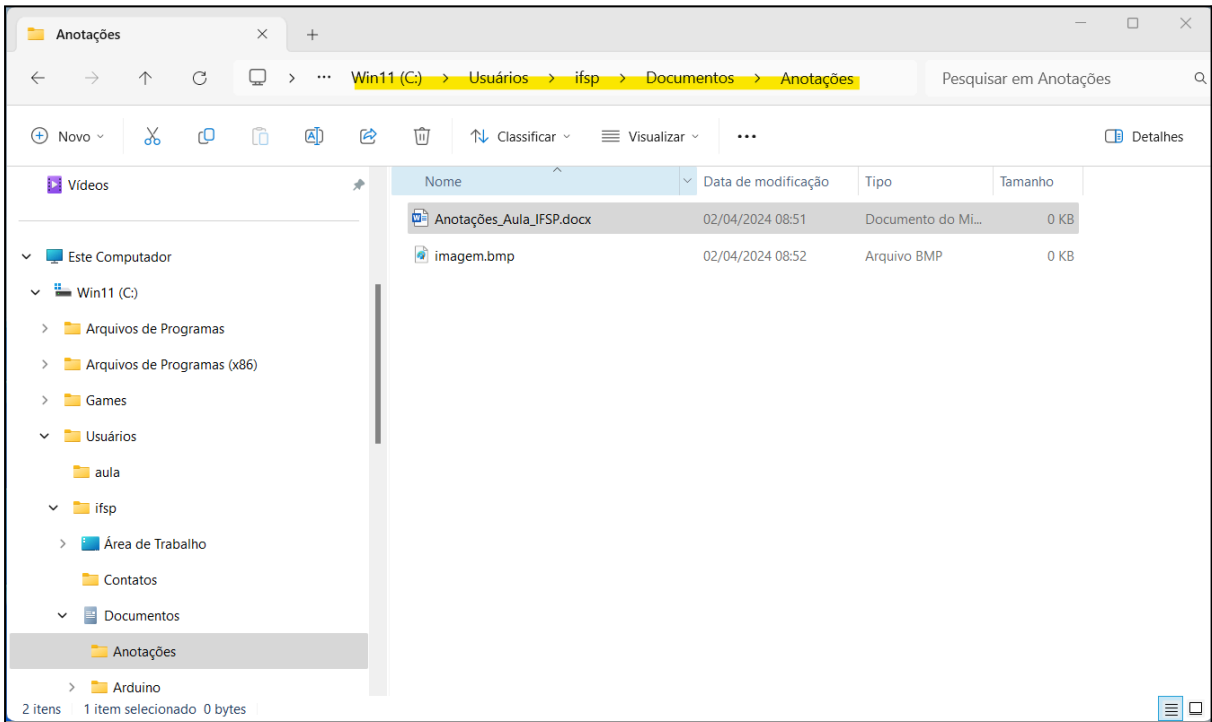 Anotações
Win11 (C:) > Usuários > ifsp > Documentos > Anotações Pesquisar em Anotações
Novo Classificar Visualizar ••• Detalhes
Vídeos
Este Computador
Win11 (C:)
Arquivos de Programas
Arquivos de Programas (x86)
Games
Usuários
aula
ifsp
Área de Trabalho
Contatos
Documentos
Anotações
Arduino
Nome Data de modificação Tipo Tamanho
Anotações_Aula_IFSP.docx 02/04/2024 08:51 Documento do Mi... 0 KB
imagem.bmp 02/04/2024 08:52 Arquivo BMP 0 KB
2 itens 1 item selecionado 0 bytes